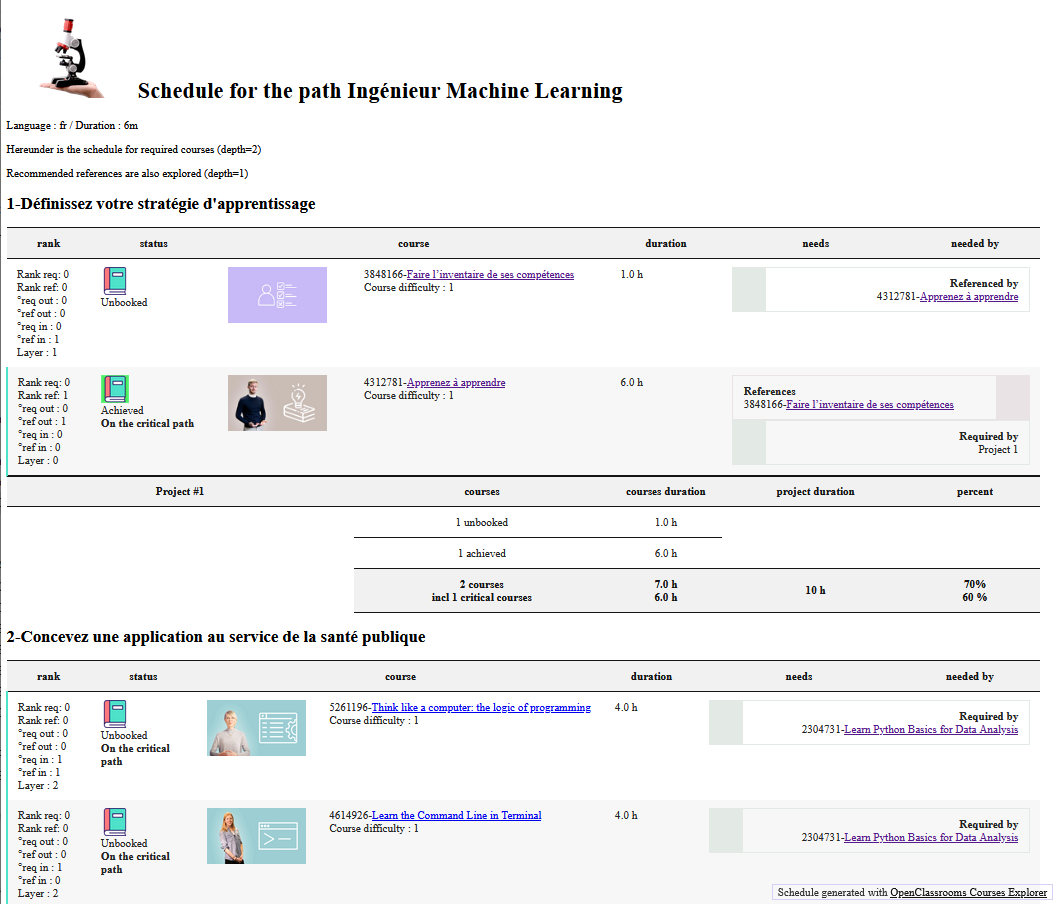 Schedule for the path Ingénieur Machine Learning
Language : fr / Duration : 6m
Hereunder is the schedule for required courses (depth=2)
Recommended references are also explored (depth=1)
1-Définissez votre stratégie d'apprentissage
rank status course duration needs needed by
Rank req: 0
Rank ref: 0
°req out : 0
°ref out : 0
°req in : 0
°ref in : 1
Layer : 1
Unbooked
3848166-Faire l’inventaire de ses compétences
Course difficulty : 1
1.0 h
Referenced by
4312781-Apprenez à apprendre
Rank req: 0
Rank ref: 1
°req out : 0
°ref out : 1
°req in : 0
°ref in : 0
Layer : 0
Achieved
On the critical path
4312781-Apprenez à apprendre
Course difficulty : 1
6.0 h
References
3848166-Faire l’inventaire de ses compétences
Required by
Project 1
Project #1 courses courses duration project duration percent
1 unbooked 1.0 h
1 achieved 6.0 h
2 courses
incl 1 critical courses
7.0 h
6.0 h
10 h
70%
60 %
2-Concevez une application au service de la santé publique
rank status course duration needs needed by
Rank req: 0
Rank ref: 0
°req out : 0
°ref out : 0
°req in : 1
°ref in : 1
Layer : 2
Unbooked
On the critical
path
5261196-Think like a computer: the logic of programming
Course difficulty : 1
4.0 h
Required by
2304731-Learn Python Basics for Data Analysis
Rank req: 0
Rank ref: 0
°req out : 0
°ref out : 0
°req in : 1
°ref in : 0
Layer : 2
Unbooked
On the critical
path
4614926-Learn the Command Line in Terminal
Course difficulty : 1
4.0 h
Required by
2304731-Learn Python Basics for Data Analysis
Schedule generated with OpenClassrooms Courses Explorer